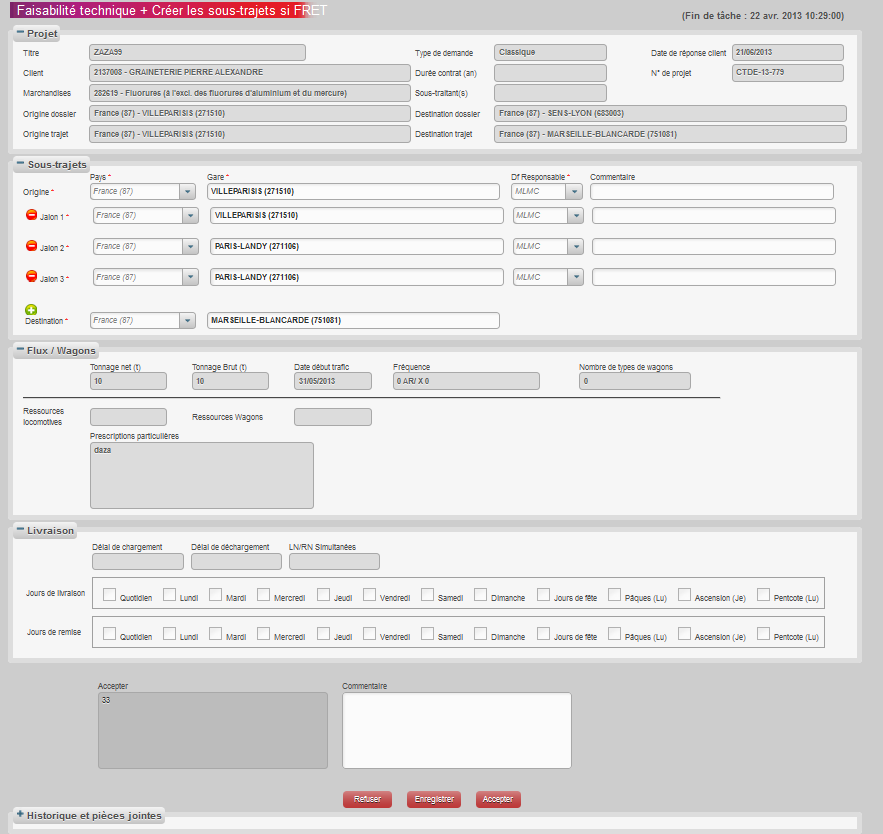 Faisabilité technique + Créer les sous-trajets si FRET
(Fin de tâche : 22 avr. 2013 10:29:00)
Projet
Titre ZAZA99 Type de demande Classique Date de réponse client 21/06/2013
Client 2137008 - GRAINETERIE PIERRE ALEXANDRE Durée contrat (an) N° de projet CTDE-13-779
Marchandises 282619 - Fluorures (à l'excl. des fluorures d'aluminium et du mercure) Sous-traitant(s)
Origine dossier France (87) - VILLEPARISIS (271510) Destination dossier France (87) - SENS-LYON (683003)
Origine trajet France (87) - VILLEPARISIS (271510) Destination trajet France (87) - MARSEILLE-BLANCARDE (751081)
Sous-trajets
Pays * Gare * Df Responsable * Commentaire
Origine * France (87) VILLEPARISIS (271510) MLMC
Jalon 1 * France (87) VILLEPARISIS (271510) MLMC
Jalon 2 * France (87) PARIS-LANDY (271106) MLMC
Jalon 3 * France (87) PARIS-LANDY (271106) MLMC
Destination * France (87) MARSEILLE-BLANCARDE (751081)
Flux / Wagons
Tonnage net (t) Tonnage Brut (t) Date début trafic Fréquence Nombre de types de wagons
10 10 31/05/2013 0 AR/ X 0 0
Ressources locomotives Ressources Wagons
Prescriptions particulières
daza
Livraison
Délai de chargement Délai de déchargement LN/RN Simultanées
Jours de livraison Quotidien Lundi Mardi Mercredi Jeudi Vendredi Samedi Dimanche Jours de fête Pâques (Lu) Ascension (Je) Pentcote (Lu)
Jours de remise Quotidien Lundi Mardi Mercredi Jeudi Vendredi Samedi Dimanche Jours de fête Pâques (Lu) Ascension (Je) Pentcote (Lu)
Accepter Commentaire
33
Refuser Enregistrer Accepter
Historique et pièces jointes